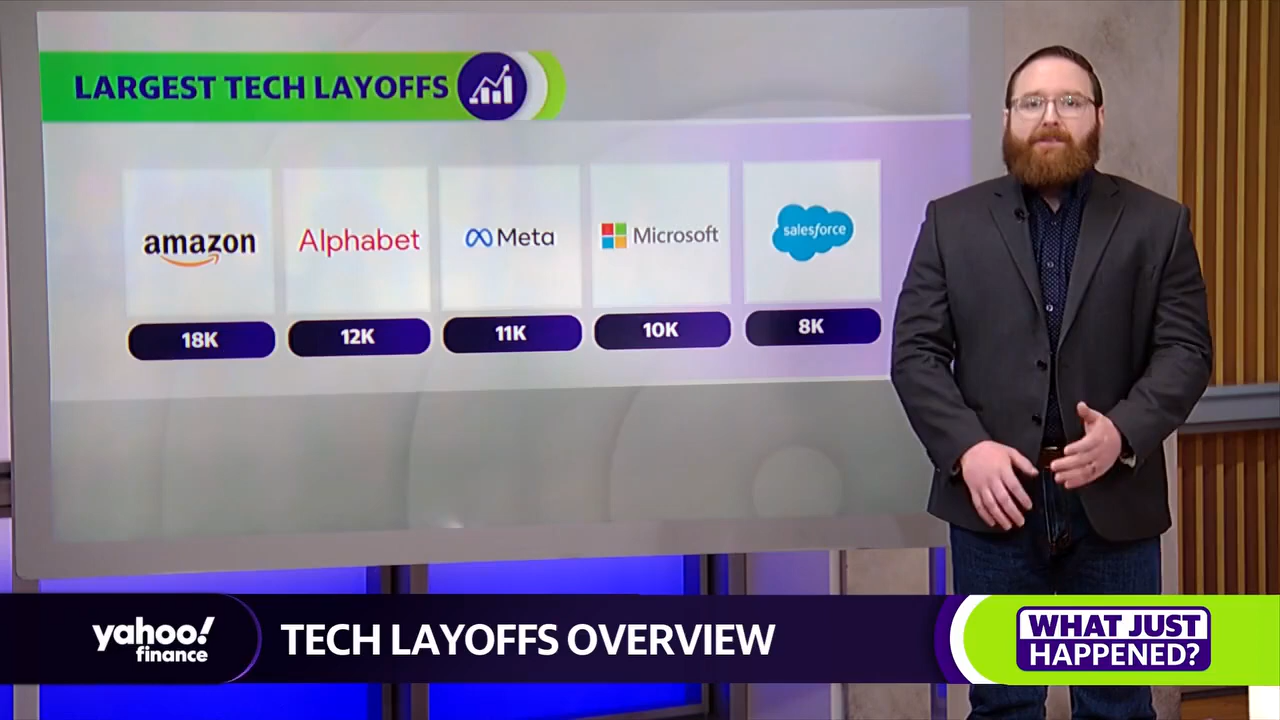 LARGEST TECH LAYOFFS
amazon
Alphabet
Meta
Microsoft
salesforce
18K
12K
11K
10K
8K
yahoo!
finance
TECH LAYOFFS OVERVIEW
WHAT JUST
HAPPENED?